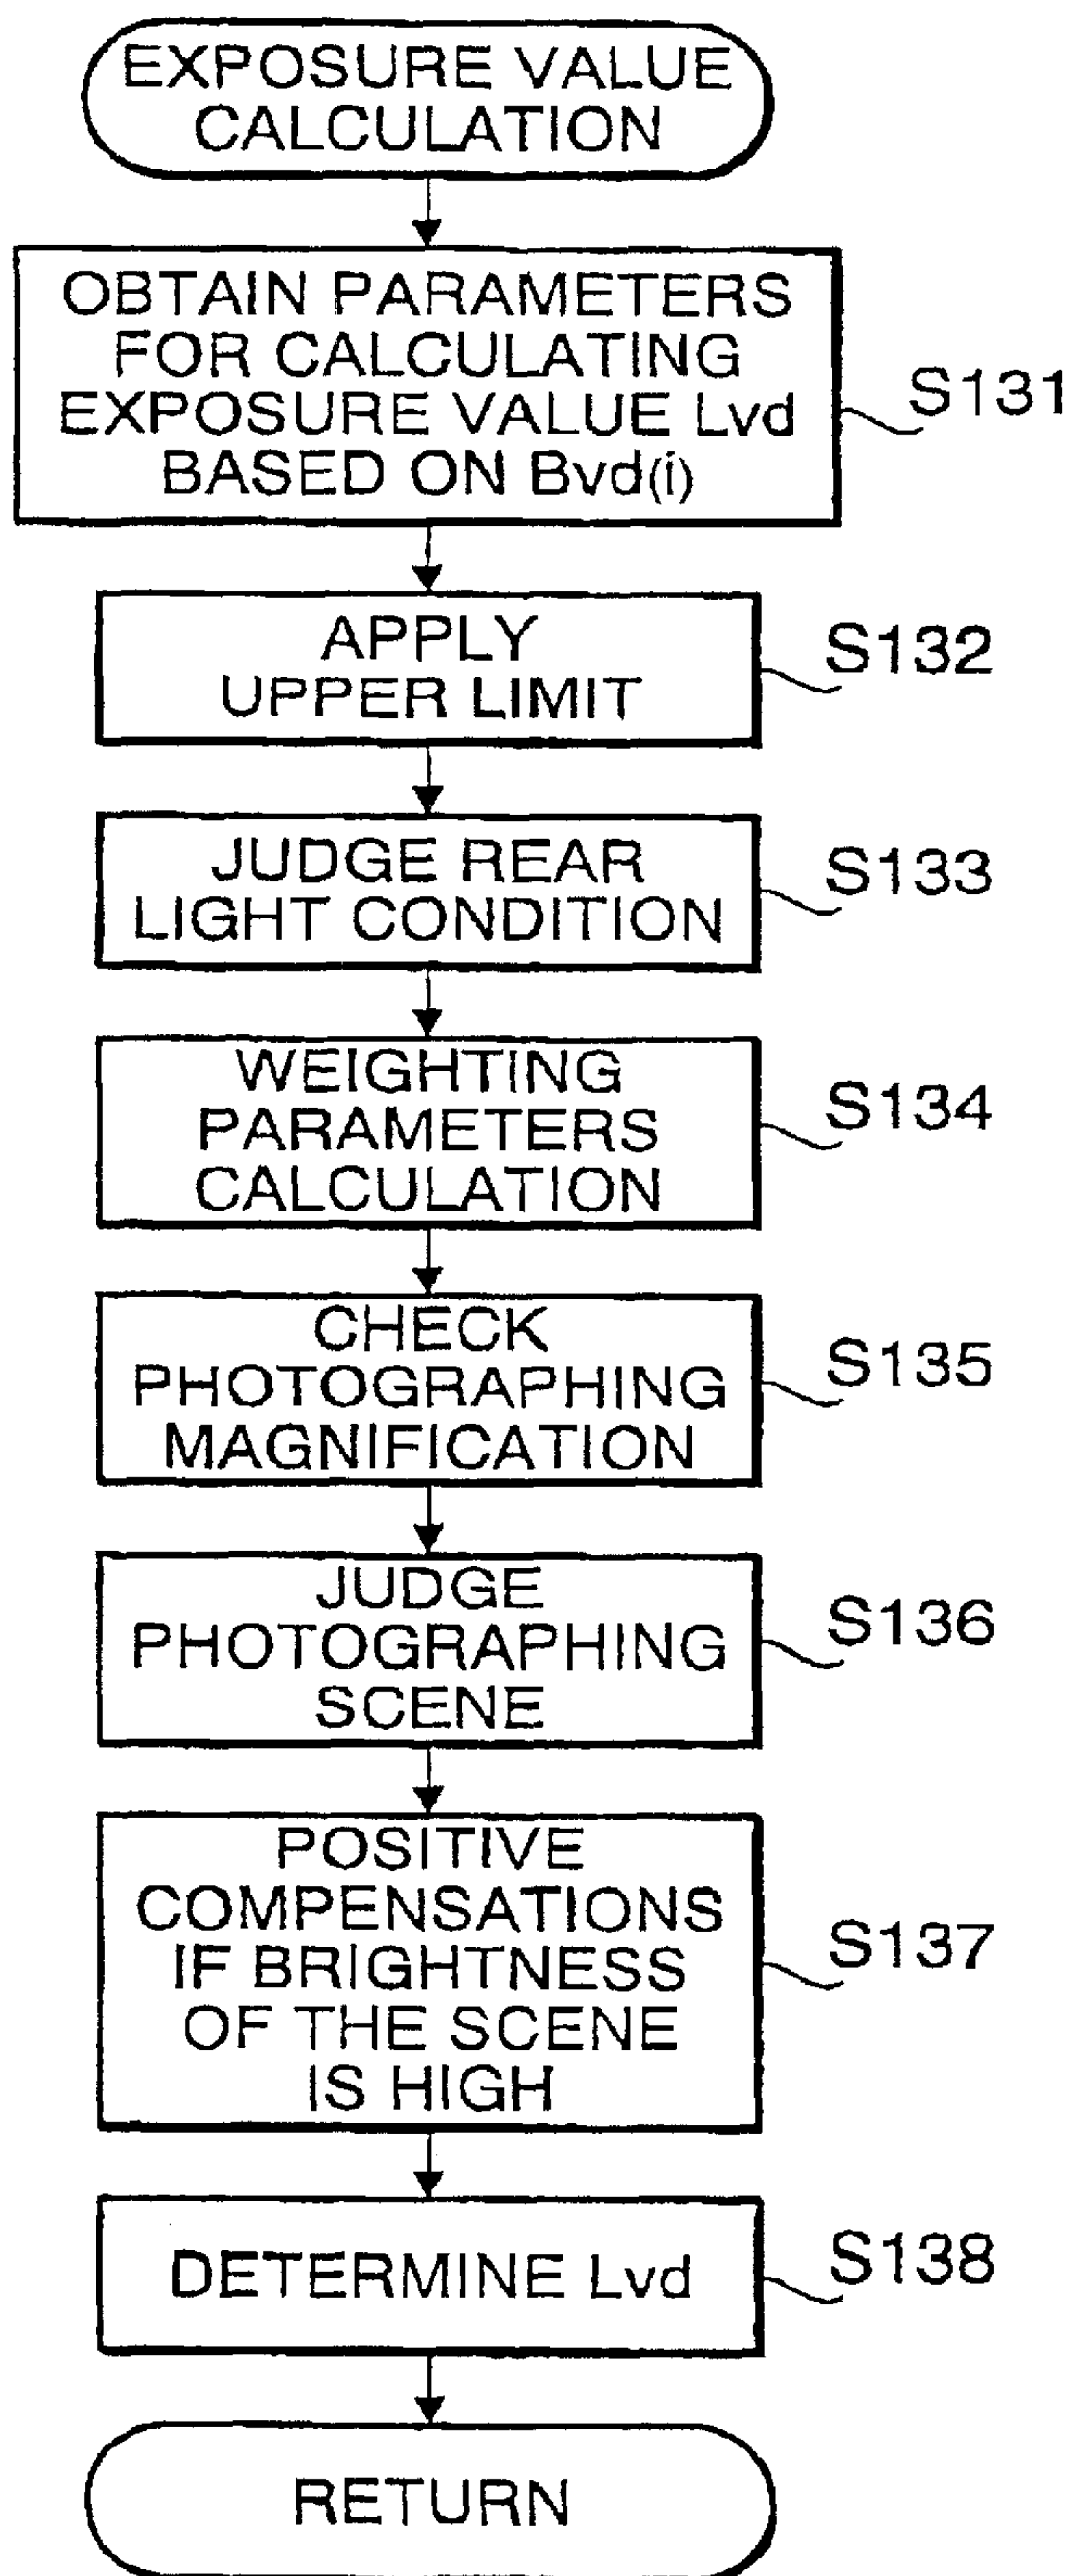 EXPOSURE VALUE
CALCULATION
OBTAIN PARAMETERS
FOR CALCULATING
EXPOSURE VALUE Lvd
BASED ON Bvd(i)
S131
APPLY
UPPER LIMIT
S132
JUDGE REAR
LIGHT CONDITION
S133
WEIGHTING
PARAMETERS
CALCULATION
S134
CHECK
PHOTOGRAPHING
MAGNIFICATION
S135
JUDGE
PHOTOGRAPHING
SCENE
S136
POSITIVE
COMPENSATIONS
IF BRIGHTNESS
OF THE SCENE
IS HIGH
S137
DETERMINE Lvd
S138
RETURN